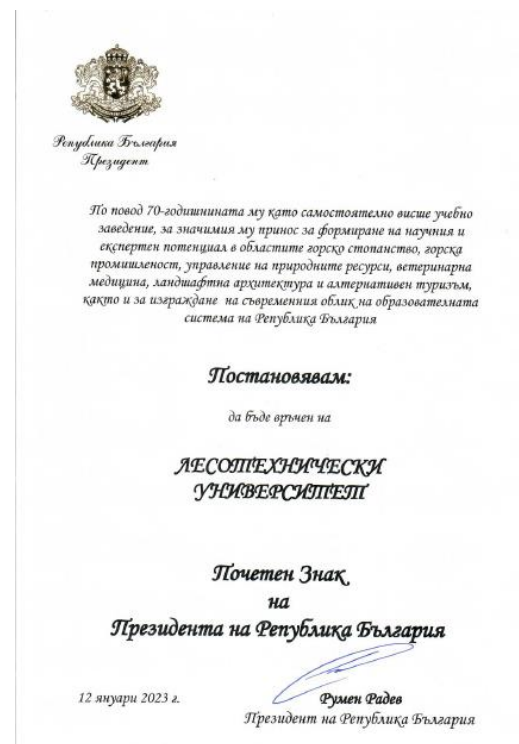 Република България
Президент
По повод 70-годишнината му като самостоятелно висше учебно
заведение, за значимия му принос за формиране на научния и
експертен потенциал в областите горско стопанство, горска
промишленост, управление на природните ресурси, ветеринарна
медицина, ландшафтна архитектура и алтернативен туризъм,
както и за изграждане на съвременния облик на образователната
система на Република България
Постановявам:
да бъде връчен на
ЛЕСОТЕХНИЧЕСКИ
УНИВЕРСИТЕТ
Почетен Знак
на
Президента на Република България
12 януари 2023 г.
Румен Радев
Президент на Република България